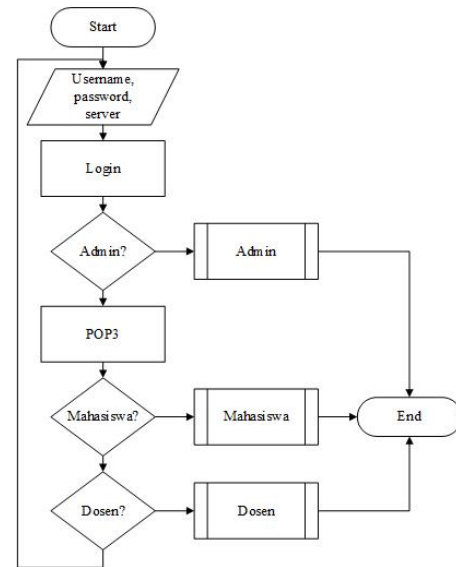 Start
Username,
password,
server
Login
Admin?
Admin
POP3
Mahasiswa?
Mahasiswa
End
Dosen?
Dosen